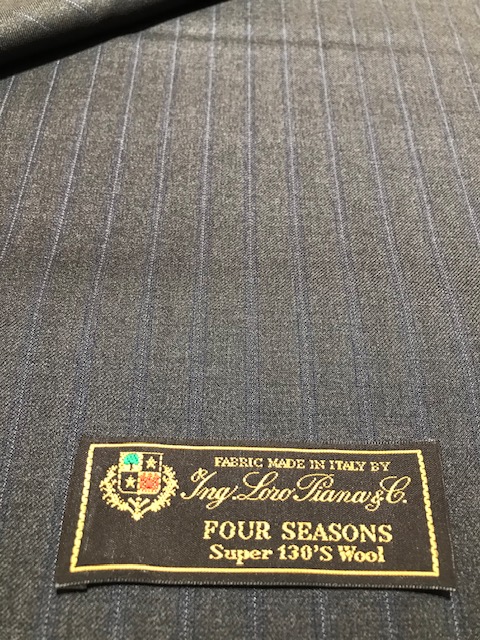 FABRIC MADE IN ITALY BY
Ing. Loro Piana & C.
FOUR SEASONS
Super 130'S Wool